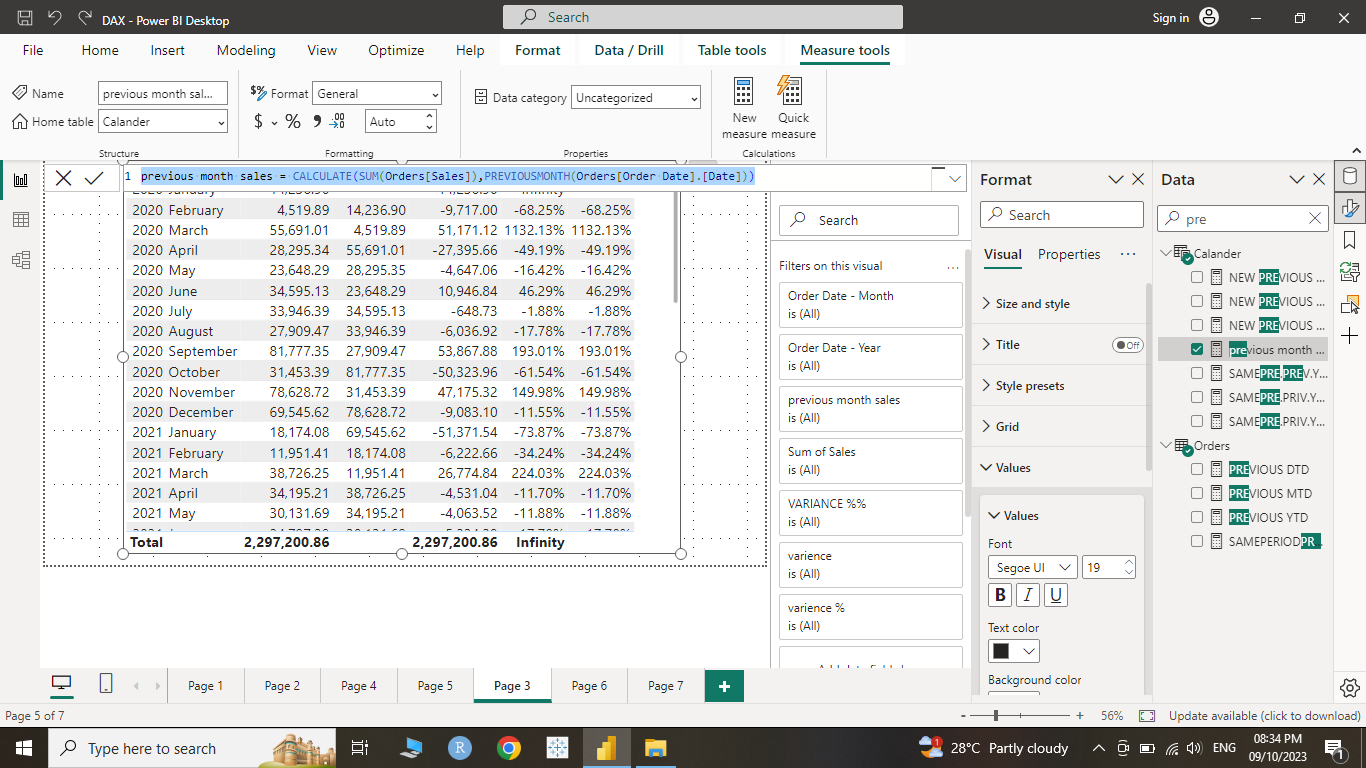 DAX - Power BI Desktop
Search
Sign in
File Home Insert Modeling View Optimize Help Format Data / Drill Table tools Measure tools
Name previous month sal...
Home table Calander
Structure
Format General
$ % Auto
Formatting
Data category Uncategorized
Properties
New measure
Quick measure
Calculations
1 previous month sales = CALCULATE(SUM(Orders[Sales]),PREVIOUSMONTH(Orders[Order Date].[Date]))
2020 February 4,519.89 14,236.90 -9,717.00 -68.25% -68.25%
2020 March 55,691.01 4,519.89 51,171.12 1132.13% 1132.13%
2020 April 28,295.34 55,691.01 -27,395.66 -49.19% -49.19%
2020 May 23,648.29 28,295.35 -4,647.06 -16.42% -16.42%
2020 June 34,595.13 23,648.29 10,946.84 46.29% 46.29%
2020 July 33,946.39 34,595.13 -648.73 -1.88% -1.88%
2020 August 27,909.47 33,946.39 -6,036.92 -17.78% -17.78%
2020 September 81,777.35 27,909.47 53,867.88 193.01% 193.01%
2020 October 31,453.39 81,777.35 -50,323.96 -61.54% -61.54%
2020 November 78,628.72 31,453.39 47,175.32 149.98% 149.98%
2020 December 69,545.62 78,628.72 -9,083.10 -11.55% -11.55%
2021 January 18,174.08 69,545.62 -51,371.54 -73.87% -73.87%
2021 February 11,951.41 18,174.08 -6,222.66 -34.24% -34.24%
2021 March 38,726.25 11,951.41 26,774.84 224.03% 224.03%
2021 April 34,195.21 38,726.25 -4,531.04 -11.70% -11.70%
2021 May 30,131.69 34,195.21 -4,063.52 -11.88% -11.88%
Total 2,297,200.86 2,297,200.86 Infinity
Search
Filters on this visual ...
Order Date - Month
is (All)
Order Date - Year
is (All)
previous month sales
is (All)
Sum of Sales
is (All)
VARIANCE %%
is (All)
varience
is (All)
varience %
is (All)
Format
Search
Visual Properties ...
Size and style
Title Off
Style presets
Grid
Values
Values
Font
Segoe UI 19
B I U
Text color
Background color
Data
pre
Calander
NEW PREVIOUS ...
NEW PREVIOUS ...
NEW PREVIOUS ...
previous month ...
SAMEPRE.PREV.Y...
SAMEPRE.PRIV.Y...
SAMEPRE.PRIV.Y...
Orders
PREVIOUS DTD
PREVIOUS MTD
PREVIOUS YTD
SAMEPERIODPR...
Page 1 Page 2 Page 4 Page 5 Page 3 Page 6 Page 7 +
Page 5 of 7
- + 56% Update available (click to download)
Type here to search
R
1 28°C Partly cloudy ENG
08:34 PM
09/10/2023
1